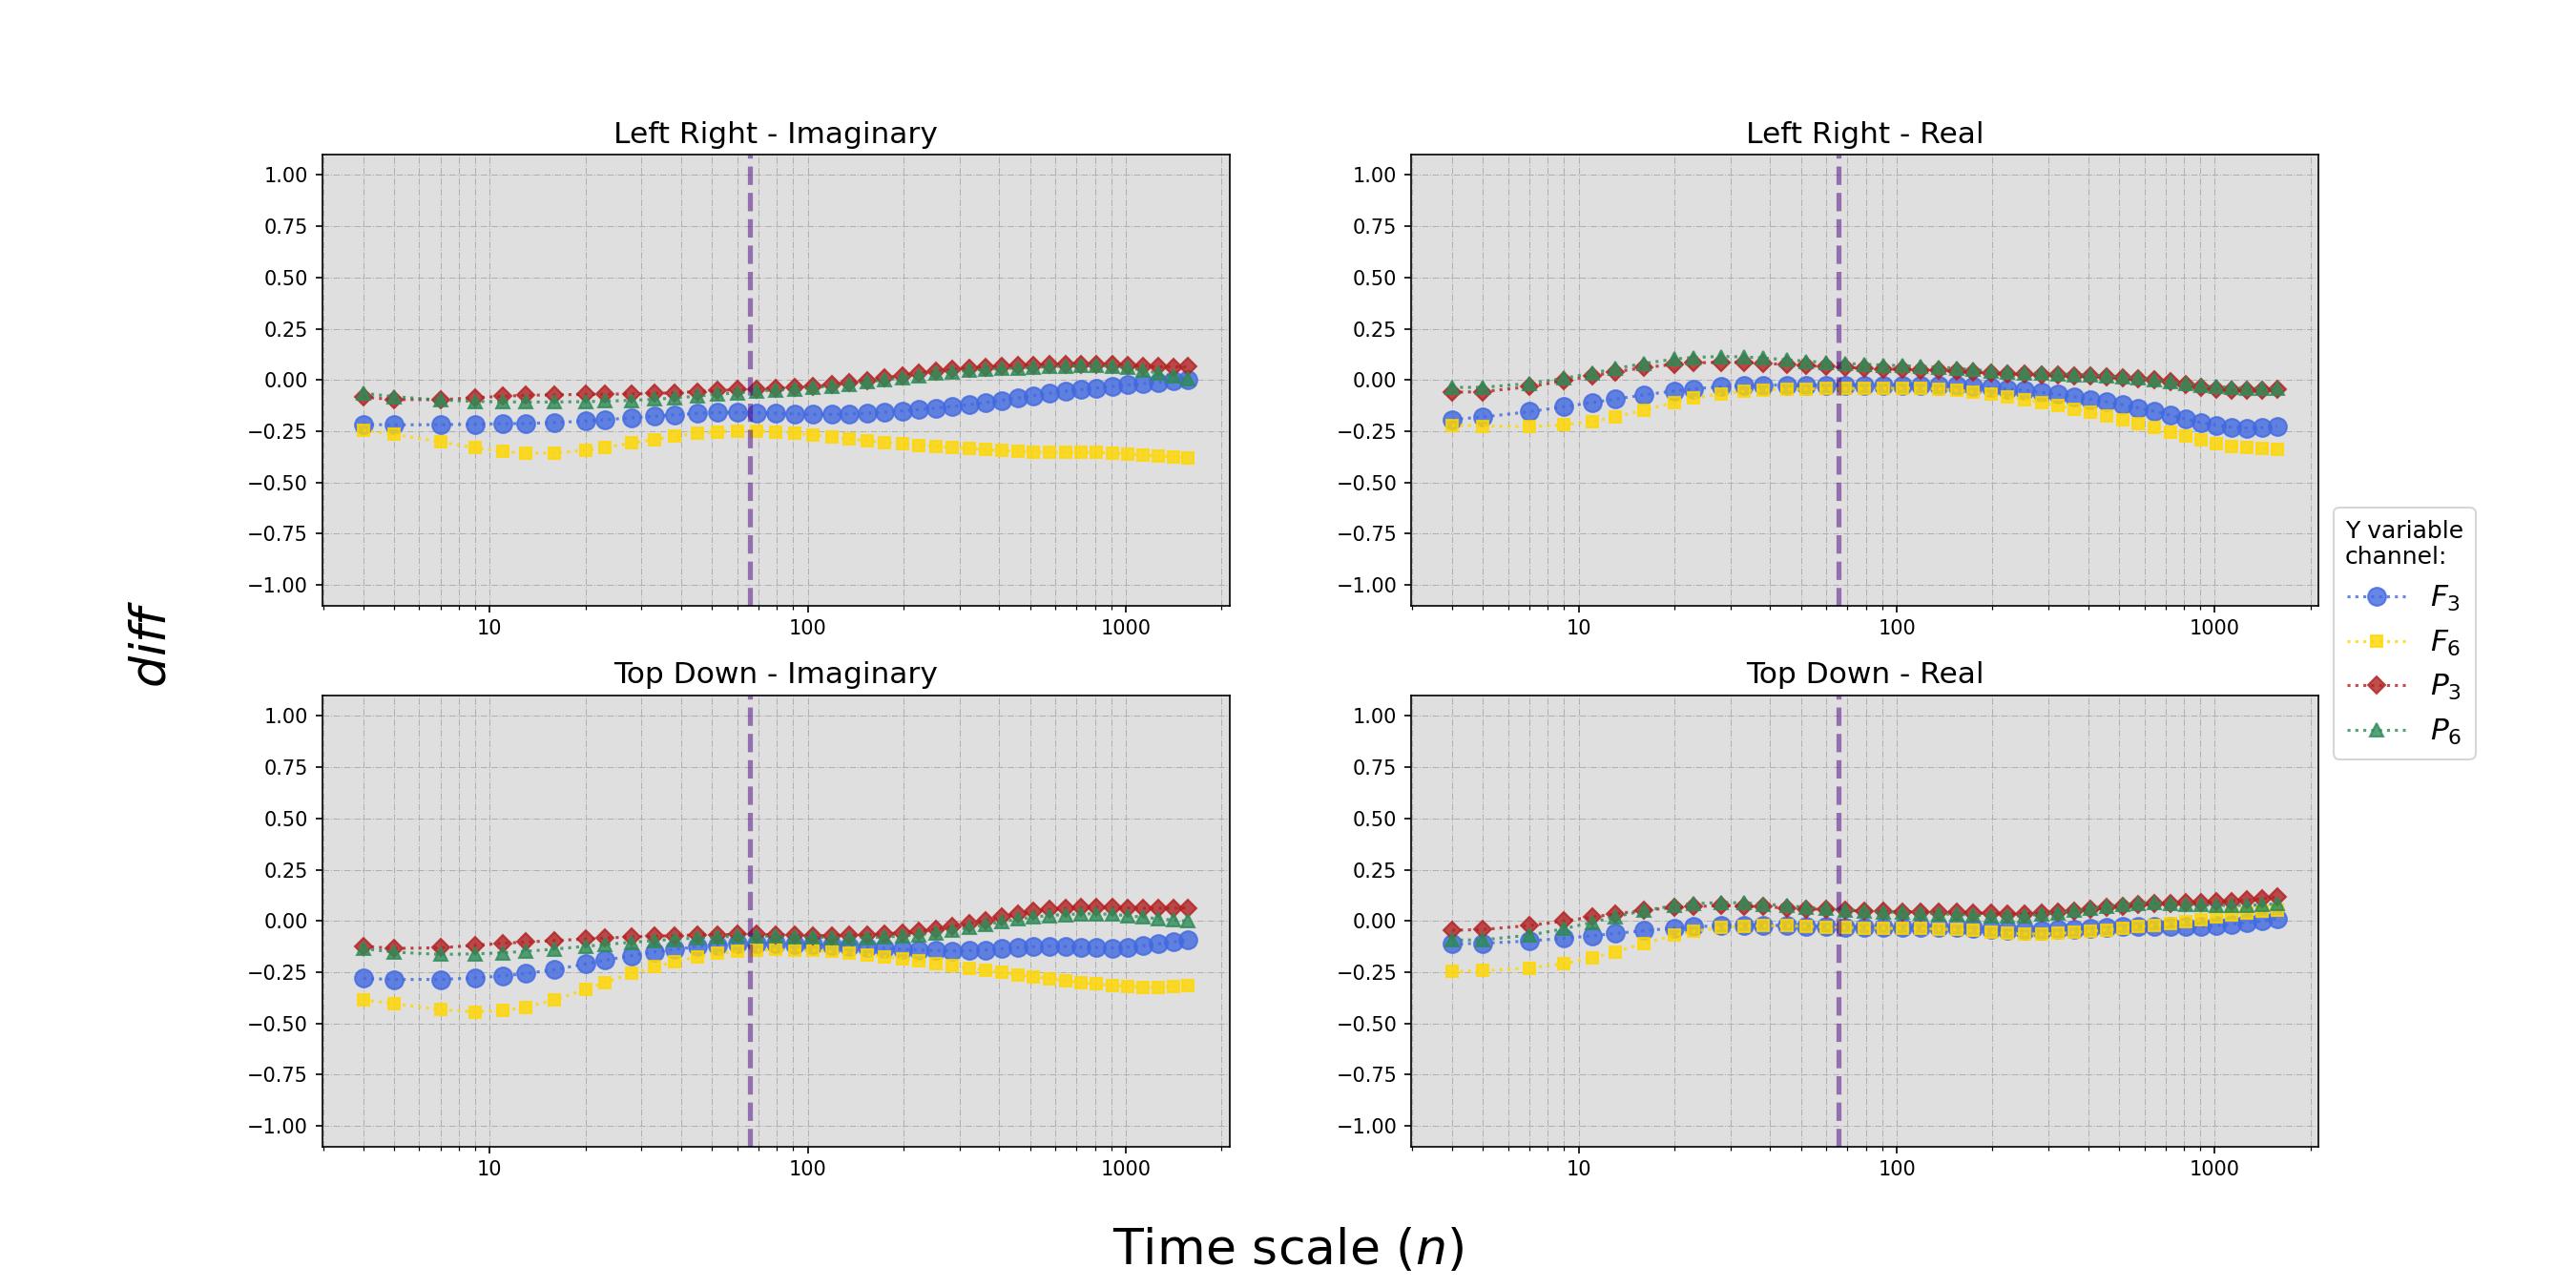 Left Right - Imaginary
1.00
0.75
0.50
0.25
0.00
−0.25
−0.50
−0.75
−1.00
10 100 1000
Left Right - Real
1.00
0.75
0.50
0.25
0.00
−0.25
−0.50
−0.75
−1.00
10 100 1000
Y variable
channel:
F3
F6
P3
P6
diff
Top Down - Imaginary
1.00
0.75
0.50
0.25
0.00
−0.25
−0.50
−0.75
−1.00
10 100 1000
Top Down - Real
1.00
0.75
0.50
0.25
0.00
−0.25
−0.50
−0.75
−1.00
10 100 1000
Time scale (n)